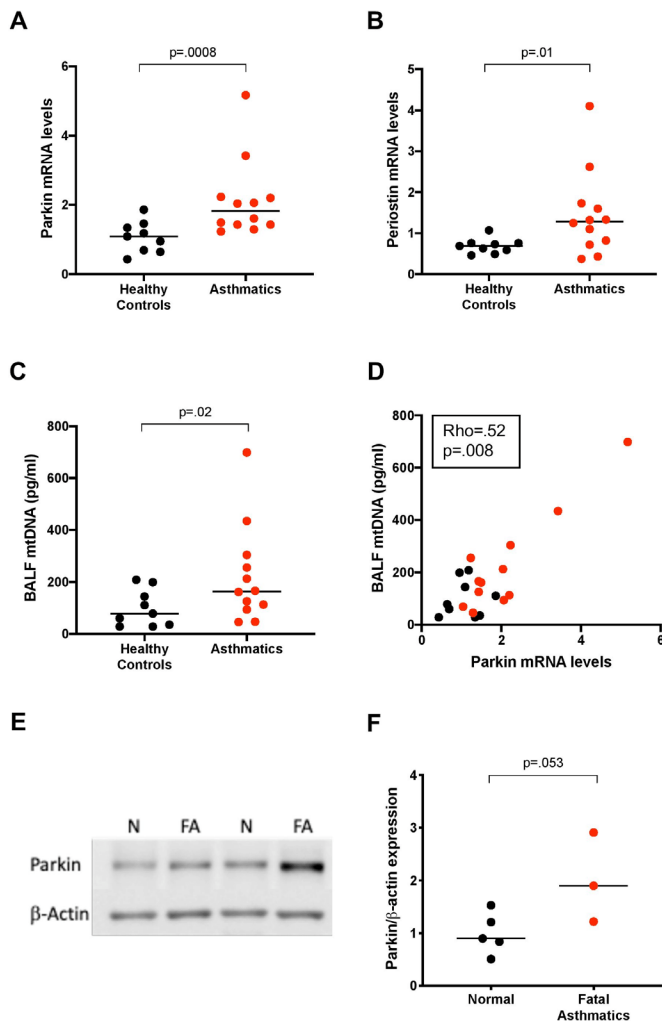 A
p=.0008
Parkin mRNA levels
6
4
2
0
Healthy
Controls
Asthmatics
B
p=.01
Periostin mRNA levels
5
4
3
2
1
0
Healthy
Controls
Asthmatics
C
p=.02
BALF mtDNA (pg/ml)
800
600
400
200
0
Healthy
Controls
Asthmatics
D
Rho=.52
p=.008
BALF mtDNA (pg/ml)
800
600
400
200
0
0
2
4
6
Parkin mRNA levels
E
N FA N FA
Parkin
β-Actin
F
p=.053
Parkin/β-actin expression
4
3
2
1
0
Normal
Fatal
Asthmatics